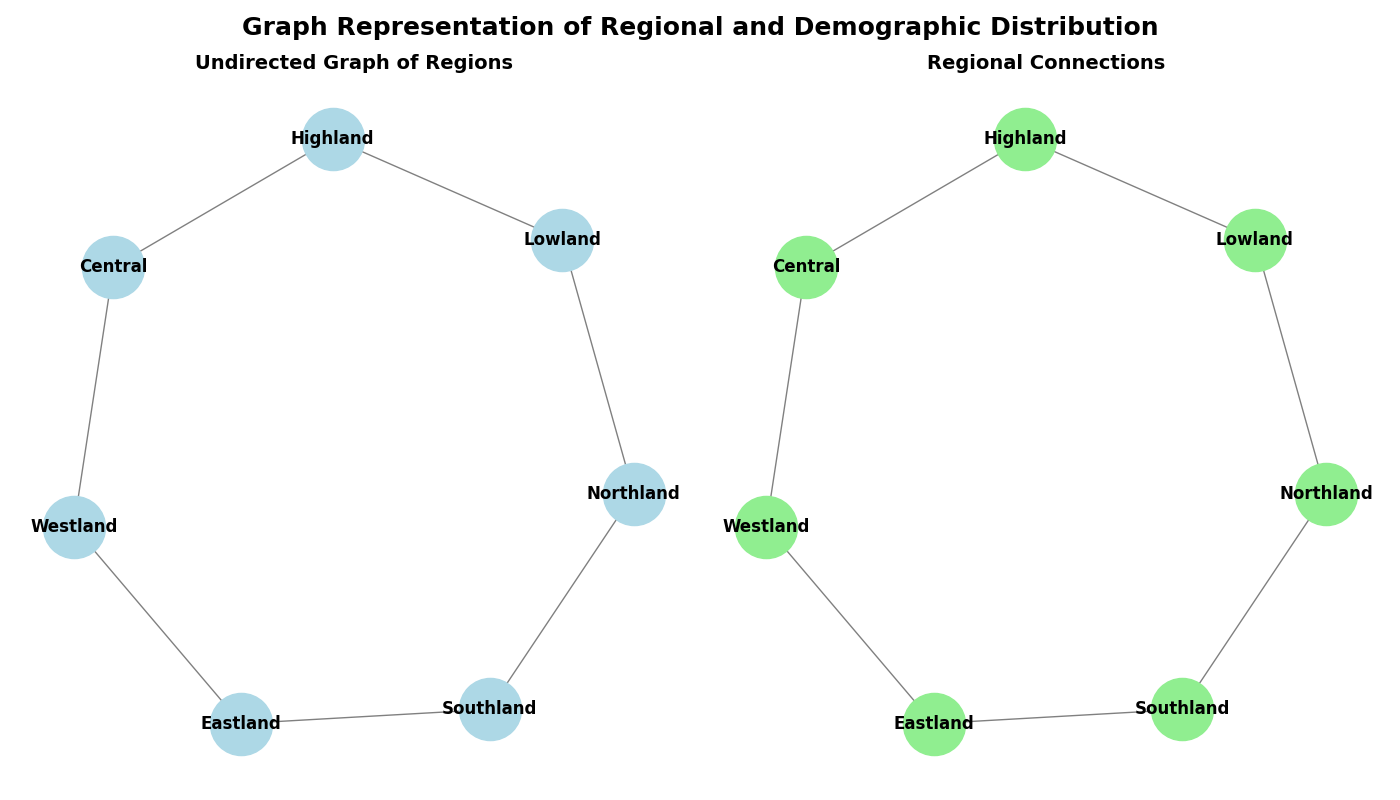 Graph Representation of Regional and Demographic Distribution
Undirected Graph of Regions
Highland
Lowland
Central
Northland
Westland
Southland
Eastland
Regional Connections
Highland
Lowland
Central
Northland
Westland
Southland
Eastland